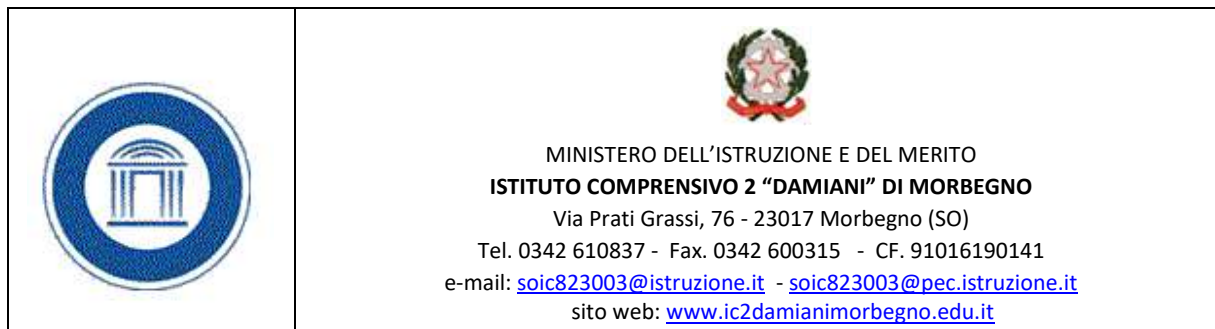 MINISTERO DELL’ISTRUZIONE E DEL MERITO
ISTITUTO COMPRENSIVO 2 “DAMIANI” DI MORBEGNO
Via Prati Grassi, 76 - 23017 Morbegno (SO)
Tel. 0342 610837 - Fax. 0342 600315 - CF. 91016190141
e-mail: soic823003@istruzione.it - soic823003@pec.istruzione.it
sito web: www.ic2damianimorbegno.edu.it